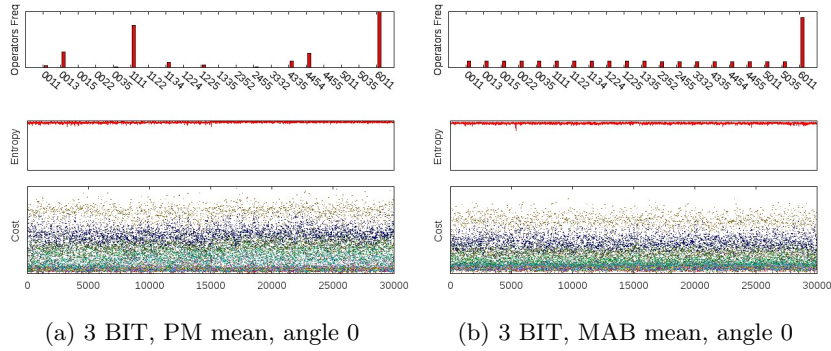 Operators Freq
0011 0013 0015 0022 0035 1111 1122 1134 1224 1225 1335 2352 2455 3332 4335 4454 4455 5011 5035 6011
Entropy
Cost
0 5000 10000 15000 20000 25000 30000
(a) 3 BIT, PM mean, angle 0
Operators Freq
0011 0013 0015 0022 0035 1111 1122 1134 1224 1225 1335 2352 2455 3332 4335 4454 4455 5011 5035 6011
Entropy
Cost
0 5000 10000 15000 20000 25000 30000
(b) 3 BIT, MAB mean, angle 0